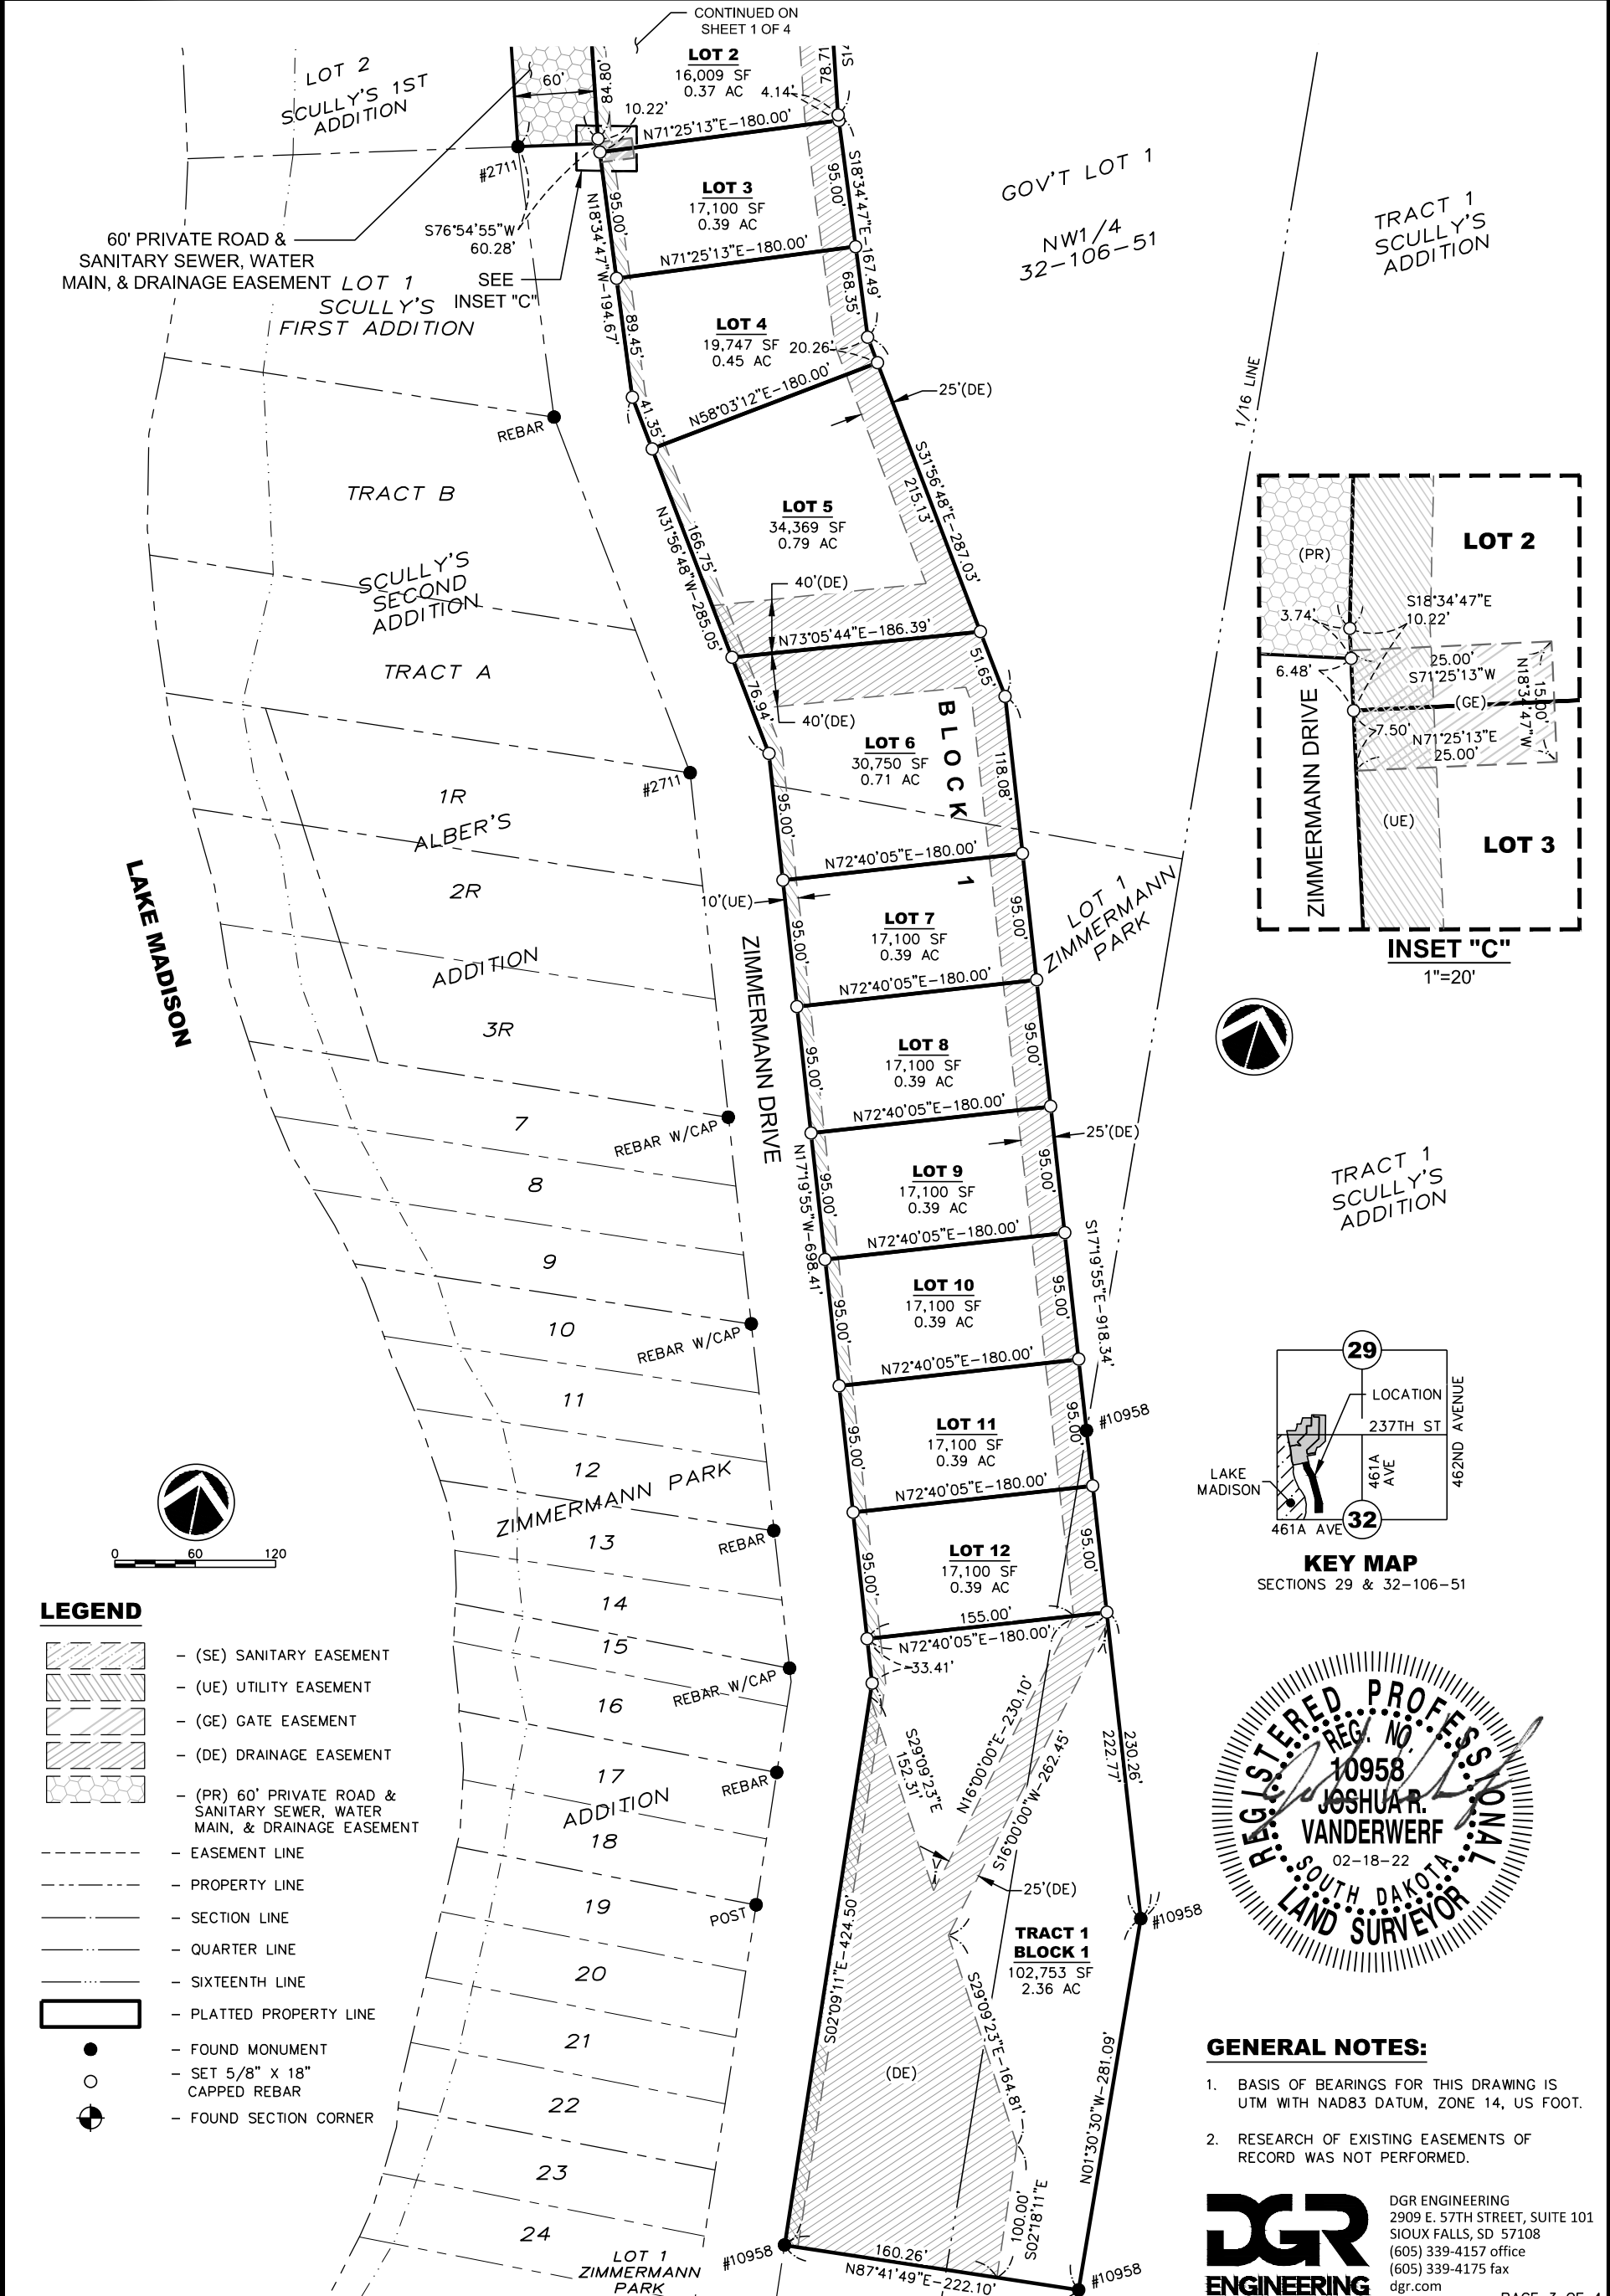 CONTINUED ON
SHEET 1 OF 4
LOT 2
SCULLY'S 1ST
ADDITION
60'
84.80'
10.22'
LOT 2
16,009 SF
0.37 AC
4.14'
78.71
N71°25'13"E-180.00'
#2711
S76°54'55"W
60.28'
60' PRIVATE ROAD &
SANITARY SEWER, WATER
MAIN, & DRAINAGE EASEMENT
SEE
INSET "C"
LOT 1
SCULLY'S
FIRST ADDITION
95.00'
N18°34'47"W-194.67'
LOT 3
17,100 SF
0.39 AC
95.00'
S18°34'47"E-167.49'
N71°25'13"E-180.00'
GOV'T LOT 1
NW1/4
32-106-51
TRACT 1
SCULLY'S
ADDITION
89.45'
LOT 4
19,747 SF
0.45 AC
68.35'
20.26'
41.35'
N58°03'12"E-180.00'
25'(DE)
1/16 LINE
REBAR
TRACT B
SCULLY'S
SECOND
ADDITION
TRACT A
N31°56'48"W-285.05'
166.75'
LOT 5
34,369 SF
0.79 AC
215.13'
S31°56'48"E-287.03'
40'(DE)
N73°05'44"E-186.39'
51.65'
76.94'
40'(DE)
LOT 6
30,750 SF
0.71 AC
BLOCK 1
118.08'
95.00'
#2711
N72°40'05"E-180.00'
10'(UE)
1R
ALBER'S
2R
ADDITION
3R
LAKE MADISON
ZIMMERMANN DRIVE
95.00'
LOT 7
17,100 SF
0.39 AC
95.00'
N72°40'05"E-180.00'
LOT 1
ZIMMERMANN
PARK
95.00'
LOT 8
17,100 SF
0.39 AC
95.00'
N72°40'05"E-180.00'
25'(DE)
REBAR W/CAP
N17°19'55"W-698.41'
95.00'
LOT 9
17,100 SF
0.39 AC
95.00'
N72°40'05"E-180.00'
S17°19'55"E-918.34'
95.00'
LOT 10
17,100 SF
0.39 AC
95.00'
N72°40'05"E-180.00'
REBAR W/CAP
95.00'
LOT 11
17,100 SF
0.39 AC
95.00'
#10958
N72°40'05"E-180.00'
REBAR
95.00'
LOT 12
17,100 SF
0.39 AC
95.00'
155.00'
N72°40'05"E-180.00'
33.41'
REBAR W/CAP
7
8
9
10
11
12
ZIMMERMANN PARK
13
14
15
16
17
ADDITION
18
19
20
21
22
23
24
REBAR
POST
S29°09'23"E
152.31'
N16°00'00"E-230.10'
S16°00'00"W-262.45'
230.26'
222.77'
25'(DE)
#10958
TRACT 1
BLOCK 1
102,753 SF
2.36 AC
S02°09'11"E-424.50'
(DE)
S29°09'23"E-164.81'
N01°30'30"W-281.09'
100.00'
S02°18'11"E
160.26'
N87°41'49"E-222.10'
#10958
#10958
LOT 1
ZIMMERMANN
PARK
(PR)
LOT 2
3.74'
S18°34'47"E
10.22'
6.48'
25.00'
S71°25'13"W
(GE)
7.50'
N71°25'13"E
25.00'
15.00'
N18°34'47"W
ZIMMERMANN DRIVE
(UE)
LOT 3
INSET "C"
1"=20'
TRACT 1
SCULLY'S
ADDITION
29
LOCATION
237TH ST
462ND AVENUE
461A
AVE
LAKE
MADISON
461A AVE
32
KEY MAP
SECTIONS 29 & 32-106-51
0 60 120
LEGEND
- (SE) SANITARY EASEMENT
- (UE) UTILITY EASEMENT
- (GE) GATE EASEMENT
- (DE) DRAINAGE EASEMENT
- (PR) 60' PRIVATE ROAD &
SANITARY SEWER, WATER
MAIN, & DRAINAGE EASEMENT
- EASEMENT LINE
- PROPERTY LINE
- SECTION LINE
- QUARTER LINE
- SIXTEENTH LINE
- PLATTED PROPERTY LINE
- FOUND MONUMENT
- SET 5/8" X 18"
CAPPED REBAR
- FOUND SECTION CORNER
REGISTERED PROFESSIONAL
REG. NO.
10958
JOSHUA R.
VANDERWERF
02-18-22
SOUTH DAKOTA
LAND SURVEYOR
GENERAL NOTES:
1. BASIS OF BEARINGS FOR THIS DRAWING IS
UTM WITH NAD83 DATUM, ZONE 14, US FOOT.
2. RESEARCH OF EXISTING EASEMENTS OF
RECORD WAS NOT PERFORMED.
DGR
ENGINEERING
DGR ENGINEERING
2909 E. 57TH STREET, SUITE 101
SIOUX FALLS, SD 57108
(605) 339-4157 office
(605) 339-4175 fax
dgr.com